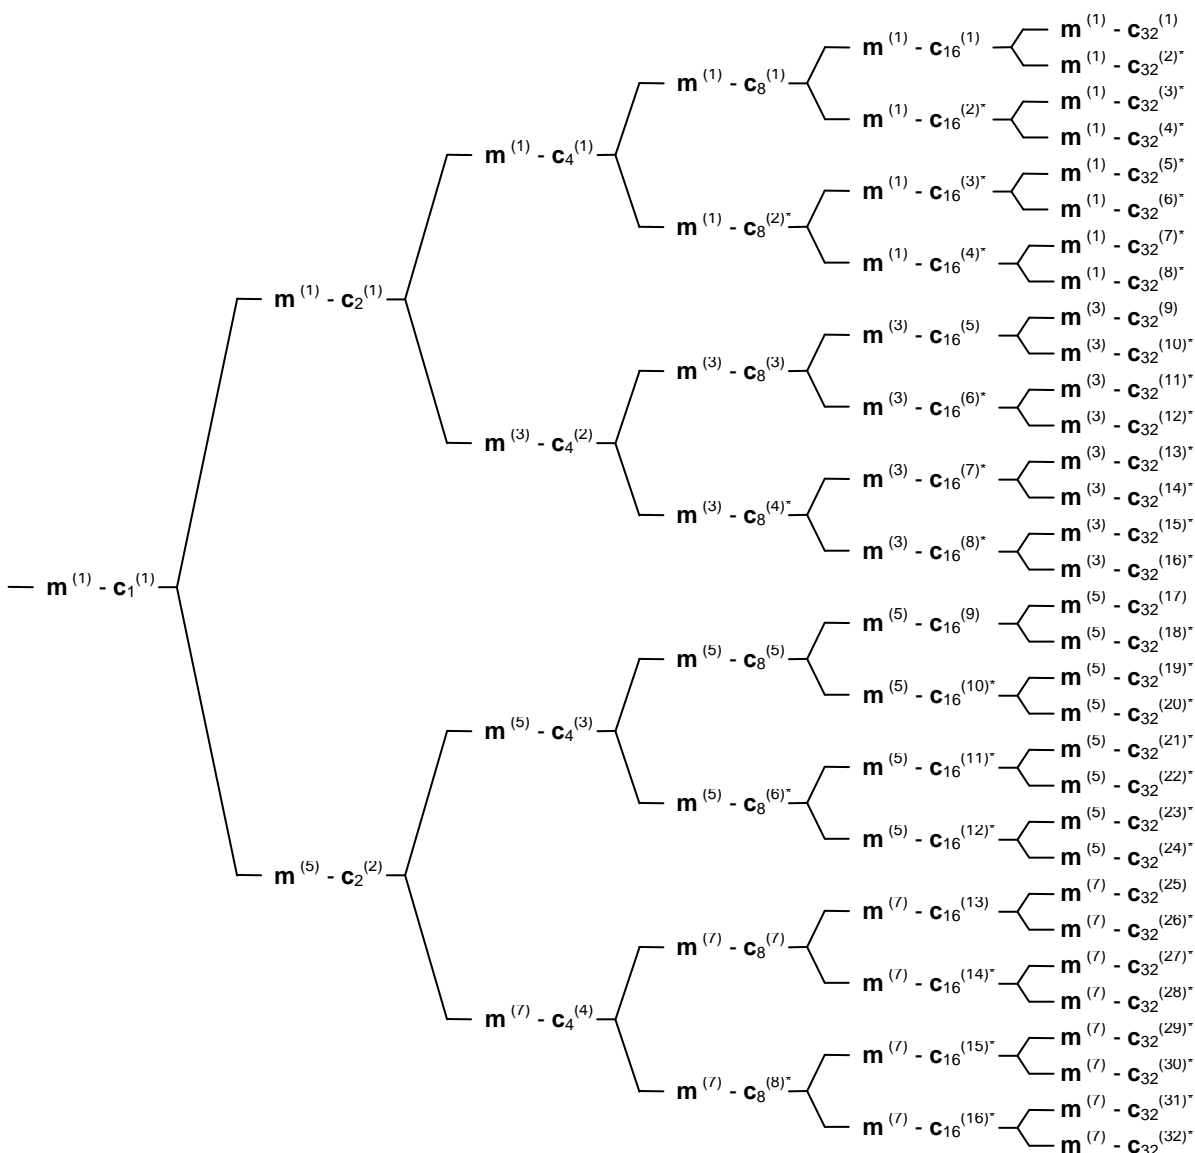 m(1) - c32(1)
m(1) - c16(1)
m(1) - c32(2)*
m(1) - c8(1)
m(1) - c32(3)*
m(1) - c16(2)*
m(1) - c32(4)*
m(1) - c4(1)
m(1) - c32(5)*
m(1) - c16(3)*
m(1) - c32(6)*
m(1) - c8(2)*
m(1) - c32(7)*
m(1) - c16(4)*
m(1) - c32(8)*
m(1) - c2(1)
m(3) - c32(9)
m(3) - c16(5)
m(3) - c32(10)*
m(3) - c8(3)
m(3) - c32(11)*
m(3) - c16(6)*
m(3) - c32(12)*
m(3) - c4(2)
m(3) - c32(13)*
m(3) - c16(7)*
m(3) - c32(14)*
m(3) - c8(4)*
m(3) - c32(15)*
m(3) - c16(8)*
m(3) - c32(16)*
m(1) - c1(1)
m(5) - c32(17)
m(5) - c16(9)
m(5) - c32(18)*
m(5) - c8(5)
m(5) - c32(19)*
m(5) - c16(10)*
m(5) - c32(20)*
m(5) - c4(3)
m(5) - c32(21)*
m(5) - c16(11)*
m(5) - c32(22)*
m(5) - c8(6)*
m(5) - c32(23)*
m(5) - c16(12)*
m(5) - c32(24)*
m(5) - c2(2)
m(7) - c32(25)
m(7) - c16(13)
m(7) - c32(26)*
m(7) - c8(7)
m(7) - c32(27)*
m(7) - c16(14)*
m(7) - c32(28)*
m(7) - c4(4)
m(7) - c32(29)*
m(7) - c16(15)*
m(7) - c32(30)*
m(7) - c8(8)*
m(7) - c32(31)*
m(7) - c16(16)*
m(7) - c32(32)*